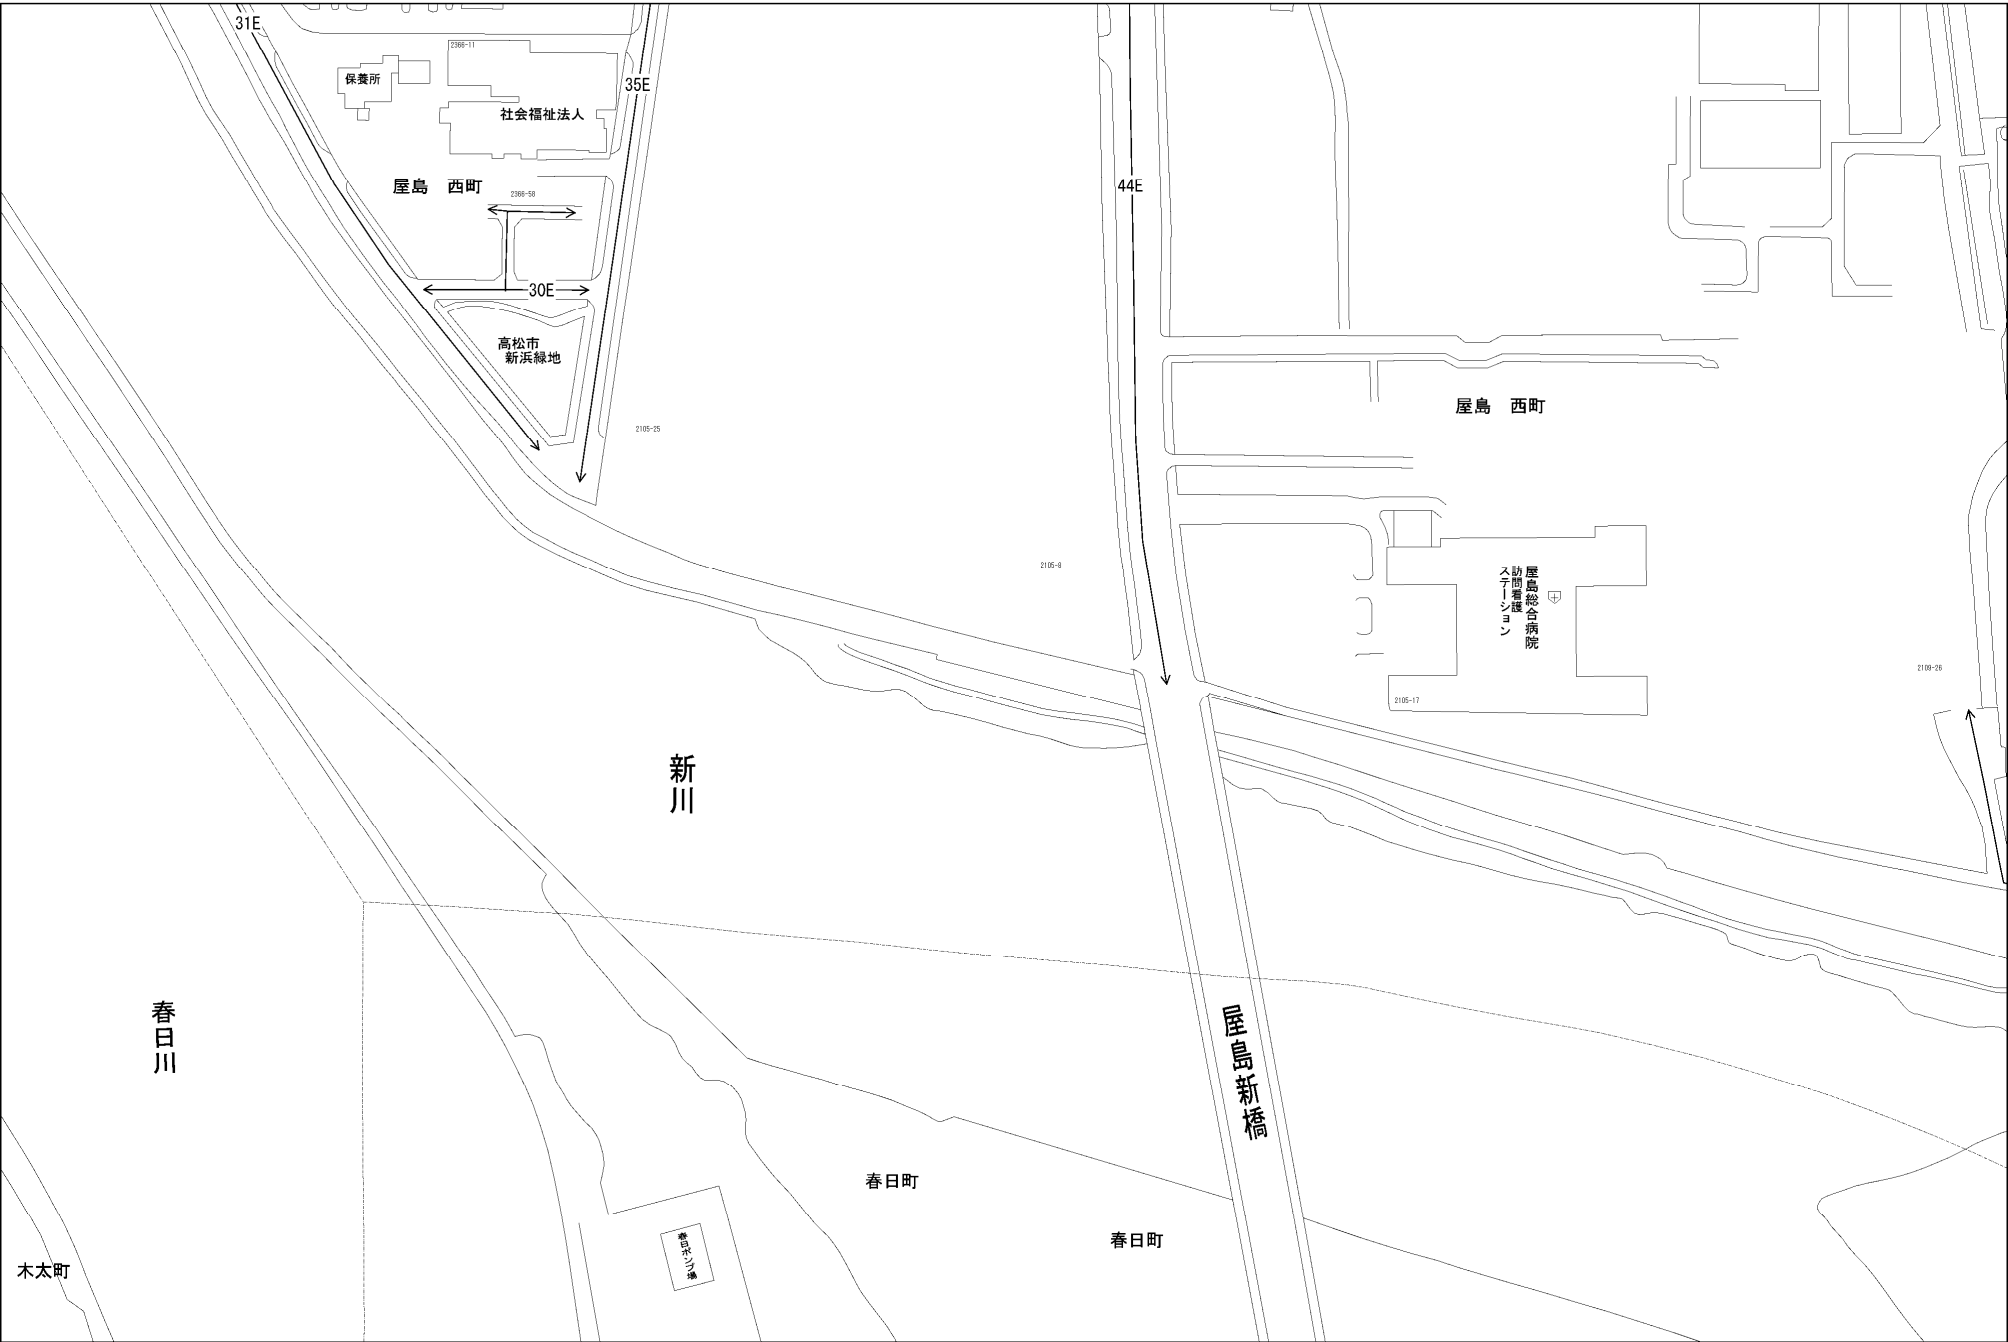 31E
2366-11
保養所
35E
社会福祉法人
屋島 西町
2366-58
44E
30E
高松市
新浜緑地
屋島 西町
2105-25
2105-8
屋島総合病院
訪問看護
ステーション
2109-26
2105-17
新川
春日川
屋島新橋
春日町
春日町
春日ポンプ場
木太町